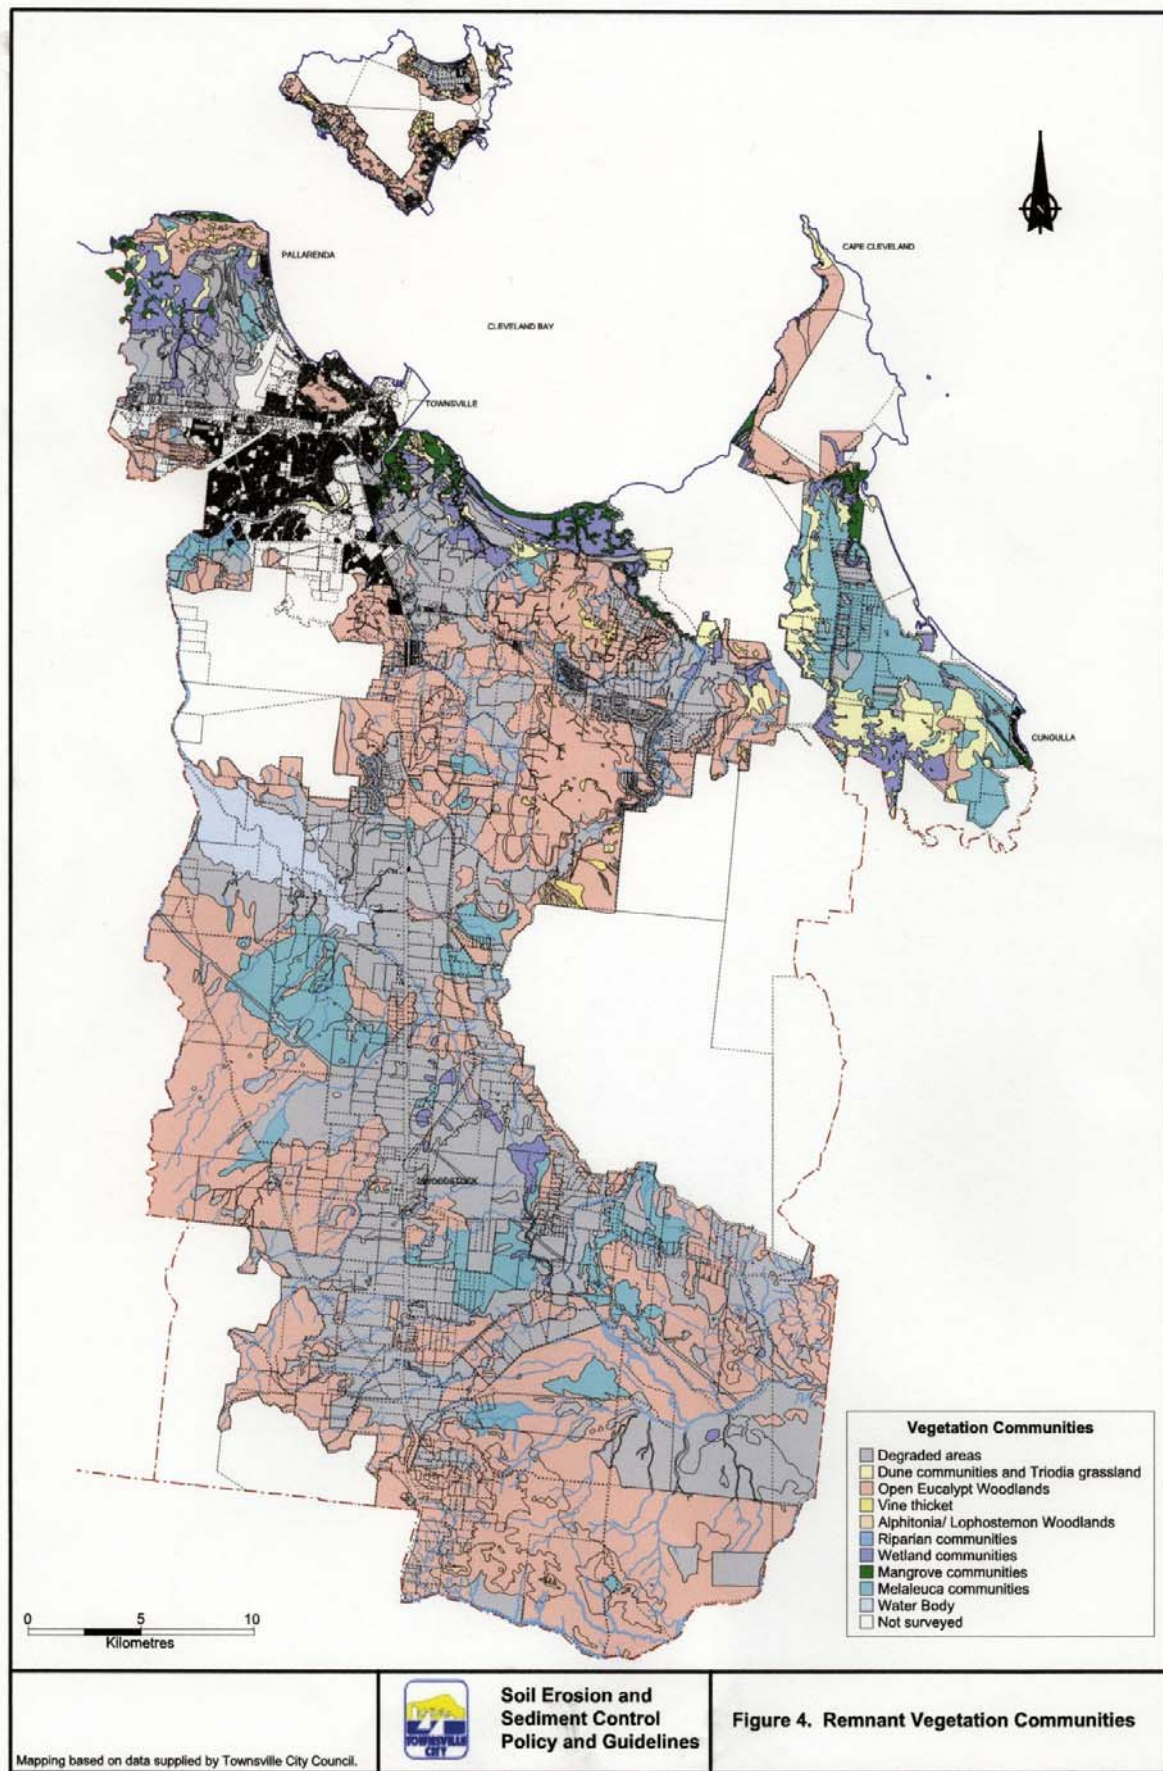 PALLARENDA
CAPE CLEVELAND
CLEVELAND BAY
TOWNSVILLE
CUNGULLA
WOODSTOCK
Vegetation Communities
Degraded areas
Dune communities and Triodia grassland
Open Eucalypt Woodlands
Vine thicket
Alphitonia/ Lophostemon Woodlands
Riparian communities
Wetland communities
Mangrove communities
Melaleuca communities
Water Body
Not surveyed
0 5 10
Kilometres
Mapping based on data supplied by Townsville City Council.
TOWNSVILLE
CITY
Soil Erosion and
Sediment Control
Policy and Guidelines
Figure 4. Remnant Vegetation Communities